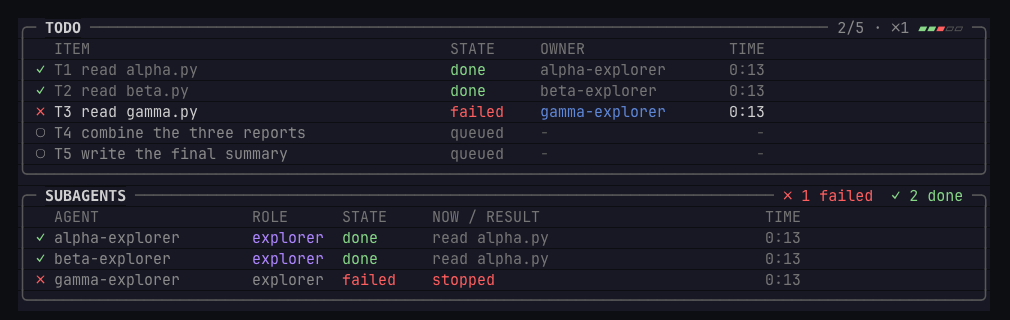 TODO 2/5 · ×1
ITEM STATE OWNER TIME
✓ T1 read alpha.py done alpha-explorer 0:13
✓ T2 read beta.py done beta-explorer 0:13
× T3 read gamma.py failed gamma-explorer 0:13
○ T4 combine the three reports queued - -
○ T5 write the final summary queued - -
SUBAGENTS × 1 failed ✓ 2 done
AGENT ROLE STATE NOW / RESULT TIME
✓ alpha-explorer explorer done read alpha.py 0:13
✓ beta-explorer explorer done read alpha.py 0:13
× gamma-explorer explorer failed stopped 0:13